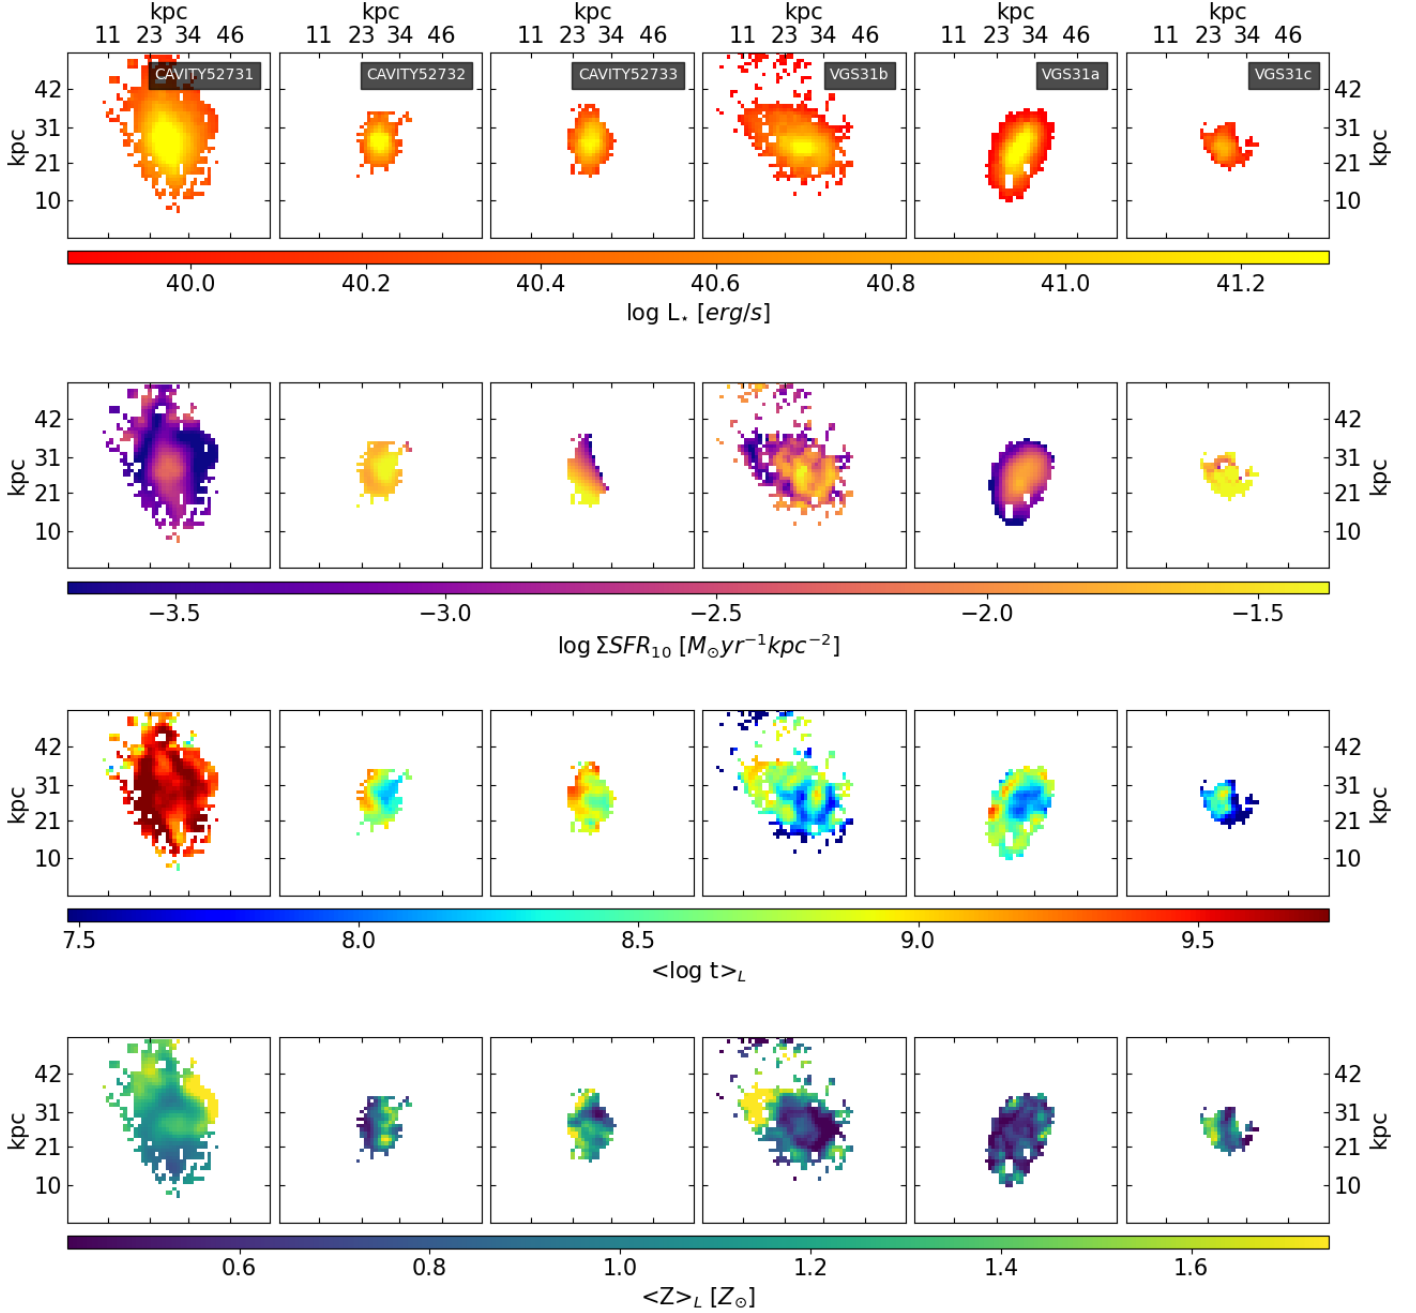 kpc kpc kpc kpc kpc kpc
11 23 34 46 11 23 34 46 11 23 34 46 11 23 34 46 11 23 34 46 11 23 34 46
CAVITY52731 CAVITY52732 CAVITY52733 VGS31b VGS31a VGS31c
42 42
31 31
kpc kpc
21 21
10 10
40.0 40.2 40.4 40.6 40.8 41.0 41.2
log L⋆ [erg/s]
42 42
31 31
kpc kpc
21 21
10 10
−3.5 −3.0 −2.5 −2.0 −1.5
log ΣSFR₁₀ [M⊙yr⁻¹kpc⁻²]
42 42
31 31
kpc kpc
21 21
10 10
7.5 8.0 8.5 9.0 9.5
<log t>L
42 42
31 31
kpc kpc
21 21
10 10
0.6 0.8 1.0 1.2 1.4 1.6
<Z>L [Z⊙]